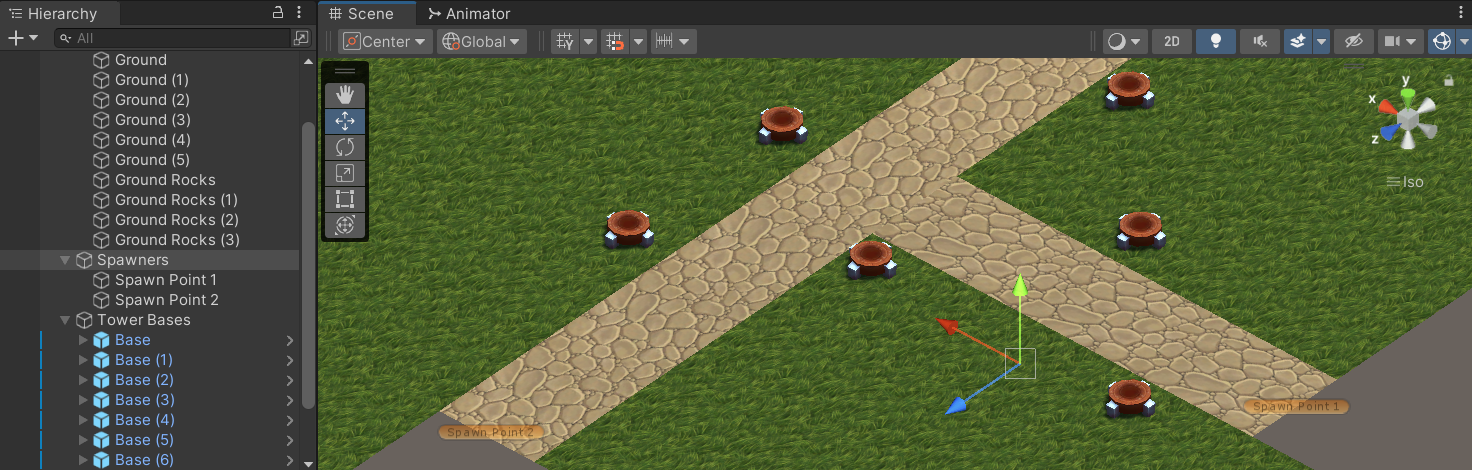 Hierarchy
All
Ground
Ground (1)
Ground (2)
Ground (3)
Ground (4)
Ground (5)
Ground Rocks
Ground Rocks (1)
Ground Rocks (2)
Ground Rocks (3)
Spawners
Spawn Point 1
Spawn Point 2
Tower Bases
Base
Base (1)
Base (2)
Base (3)
Base (4)
Base (5)
Base (6)
Scene Animator
Center Global Y 2D
y
x
z
Iso
Spawn Point 1
Spawn Point 2